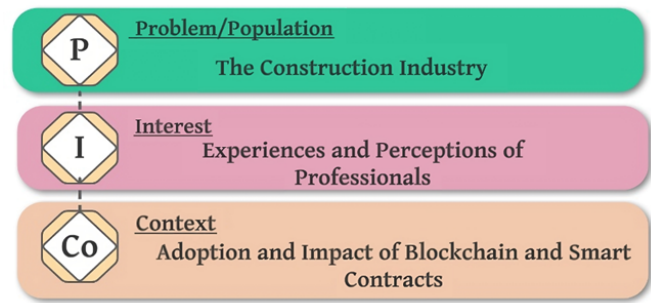 P
Problem/Population
The Construction Industry
I
Interest
Experiences and Perceptions of
Professionals
Co
Context
Adoption and Impact of Blockchain and Smart
Contracts